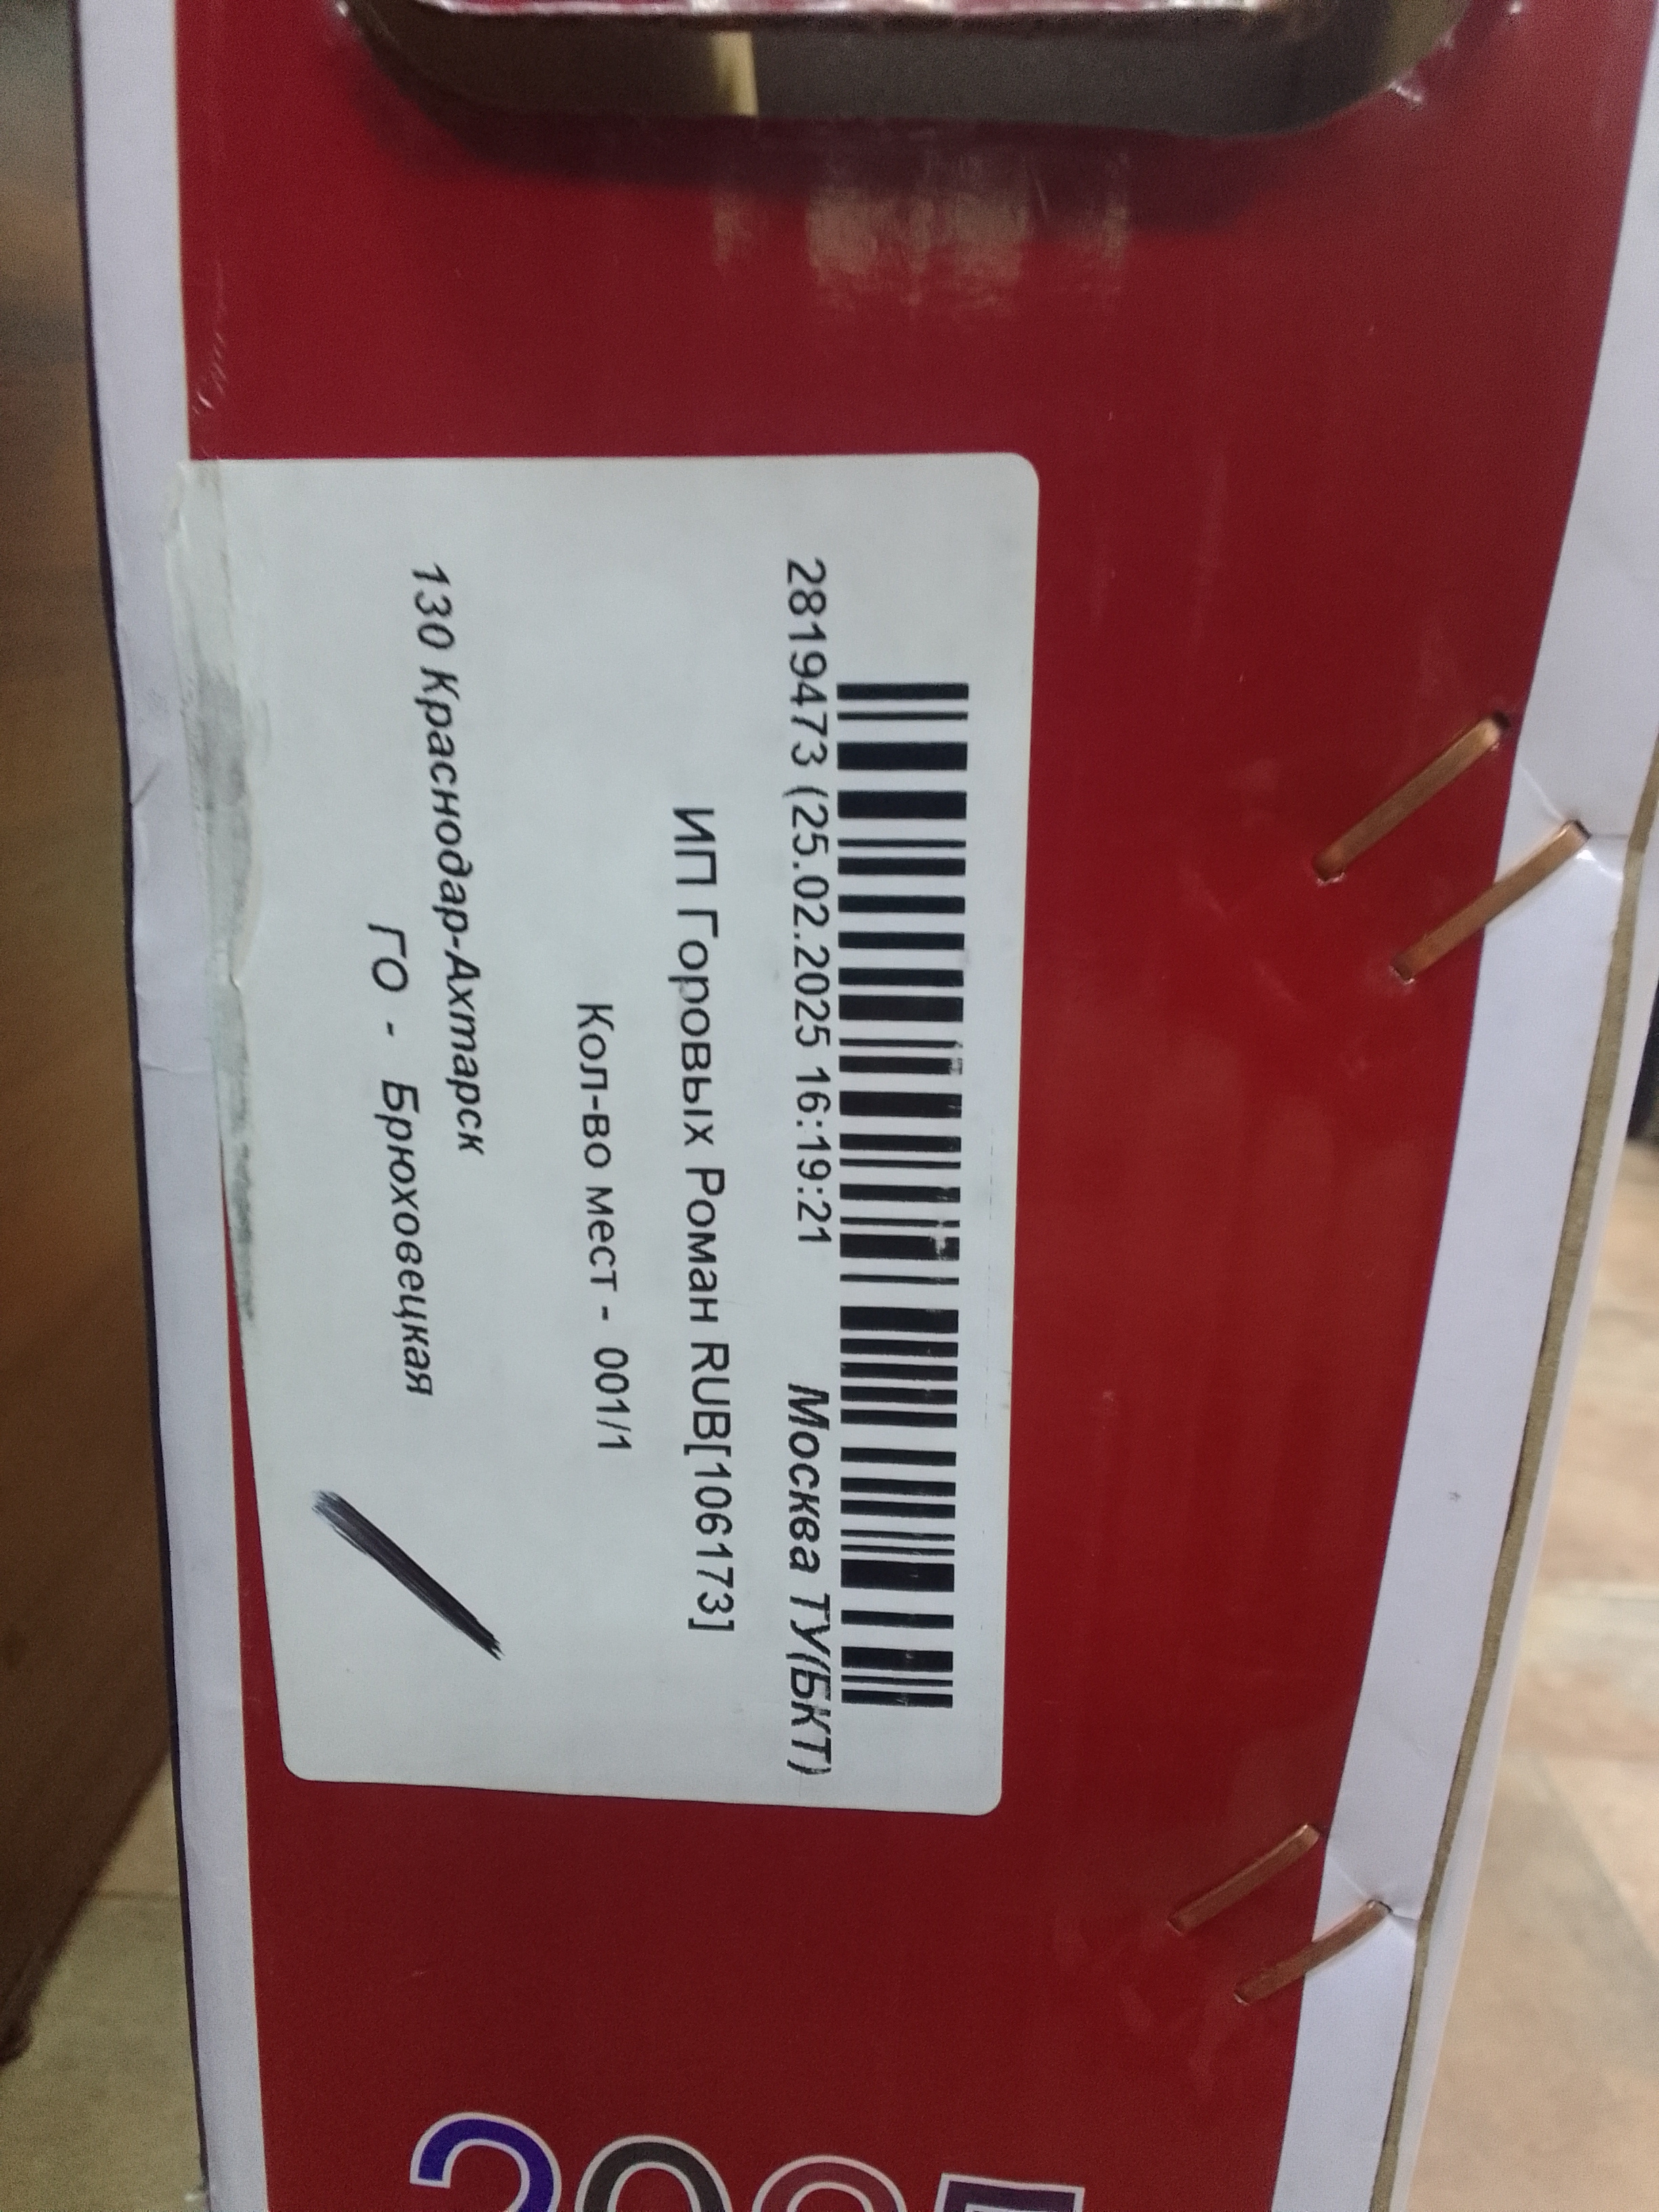 2819473 (25.02.2025 16:19:21 Москва ТУ(БКТ)
ИП Горовых Роман RUB[106173]
Кол-во мест - 001/1
130 Краснодар-Ахтарск
ГО - Брюховецкая